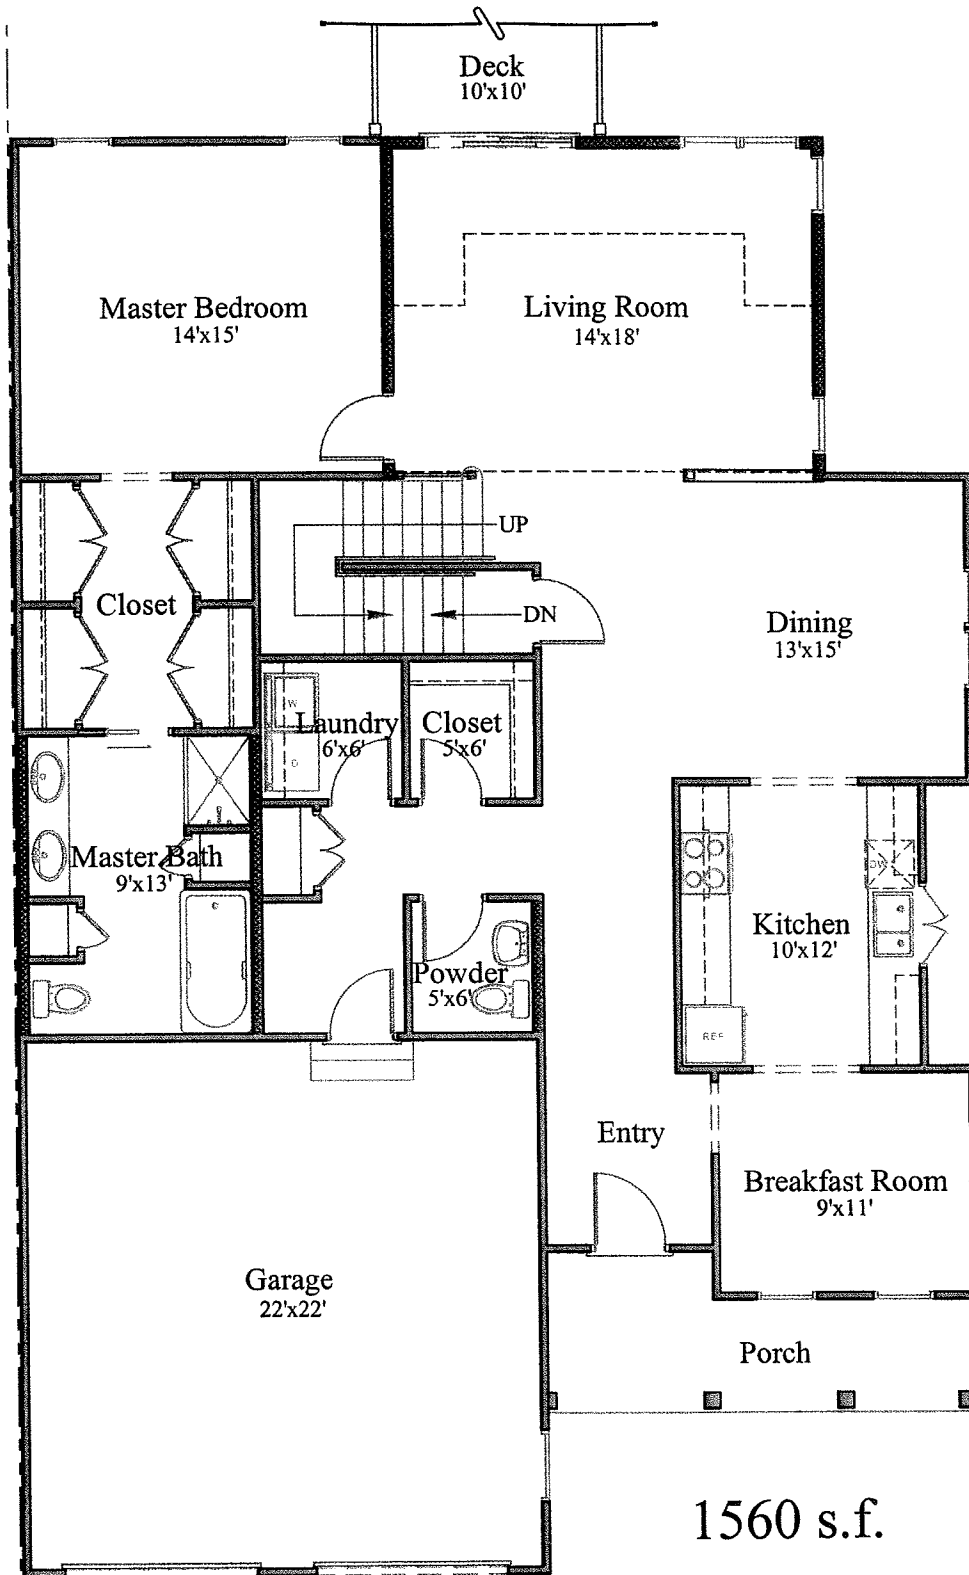 Deck
10'x10'
Master Bedroom
14'x15'
Living Room
14'x18'
UP
DN
Closet
Dining
13'x15'
W
Laundry
6'x6'
D
Closet
5'x6'
Master Bath
9'x13'
DW
Kitchen
10'x12'
Powder
5'x6'
REF
Entry
Breakfast Room
9'x11'
Garage
22'x22'
Porch
1560 s.f.